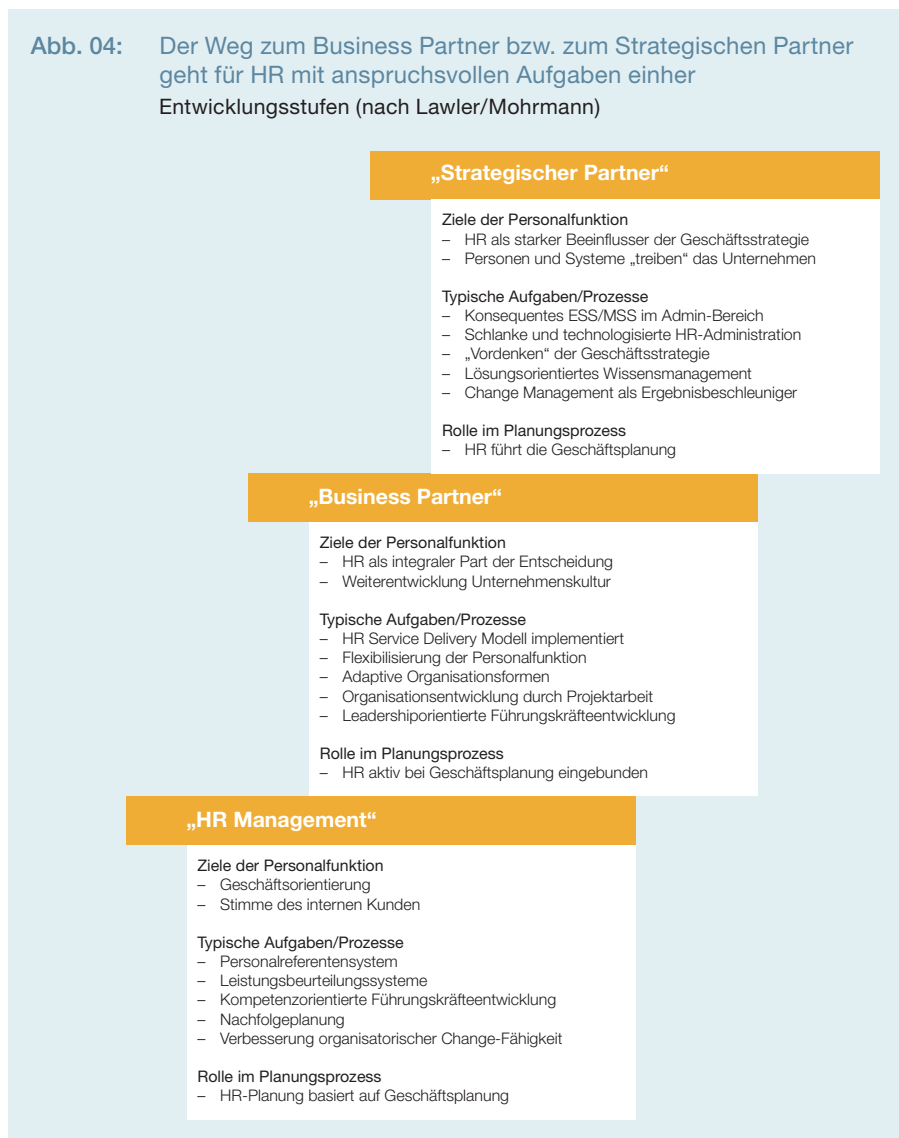 Abb. 04: Der Weg zum Business Partner bzw. zum Strategischen Partner
geht für HR mit anspruchsvollen Aufgaben einher
Entwicklungsstufen (nach Lawler/Mohrmann)
„Strategischer Partner“
Ziele der Personalfunktion
– HR als starker Beeinflusser der Geschäftsstrategie
– Personen und Systeme „treiben“ das Unternehmen
Typische Aufgaben/Prozesse
– Konsequentes ESS/MSS im Admin-Bereich
– Schlanke und technologisierte HR-Administration
– „Vordenken“ der Geschäftsstrategie
– Lösungsorientiertes Wissensmanagement
– Change Management als Ergebnisbeschleuniger
Rolle im Planungsprozess
– HR führt die Geschäftsplanung
„Business Partner“
Ziele der Personalfunktion
– HR als integraler Part der Entscheidung
– Weiterentwicklung Unternehmenskultur
Typische Aufgaben/Prozesse
– HR Service Delivery Modell implementiert
– Flexibilisierung der Personalfunktion
– Adaptive Organisationsformen
– Organisationsentwicklung durch Projektarbeit
– Leadershiporientierte Führungskräfteentwicklung
Rolle im Planungsprozess
– HR aktiv bei Geschäftsplanung eingebunden
„HR Management“
Ziele der Personalfunktion
– Geschäftsorientierung
– Stimme des internen Kunden
Typische Aufgaben/Prozesse
– Personalreferentensystem
– Leistungsbeurteilungssysteme
– Kompetenzorientierte Führungskräfteentwicklung
– Nachfolgeplanung
– Verbesserung organisatorischer Change-Fähigkeit
Rolle im Planungsprozess
– HR-Planung basiert auf Geschäftsplanung